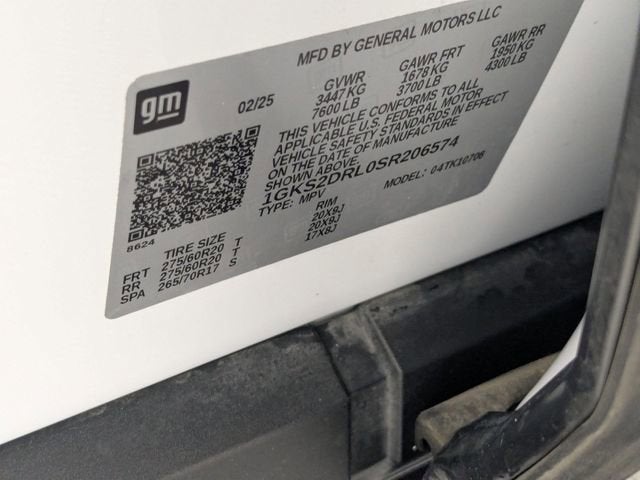 MFD BY GENERAL MOTORS LLC
gm
02/25
GVWR GAWR FRT GAWR RR
3447 KG 1678 KG 1950 KG
7600 LB 3700 LB 4300 LB
THIS VEHICLE CONFORMS TO ALL
APPLICABLE U.S. FEDERAL MOTOR
VEHICLE SAFETY STANDARDS IN EFFECT
ON THE DATE OF MANUFACTURE
SHOWN ABOVE.
1GKS2DRL0SR206574
TYPE: MPV MODEL: 04TK10706
8624
TIRE SIZE RIM
FRT 275/60R20 T 20X9J
RR 275/60R20 T 20X9J
SPA 265/70R17 S 17X8J